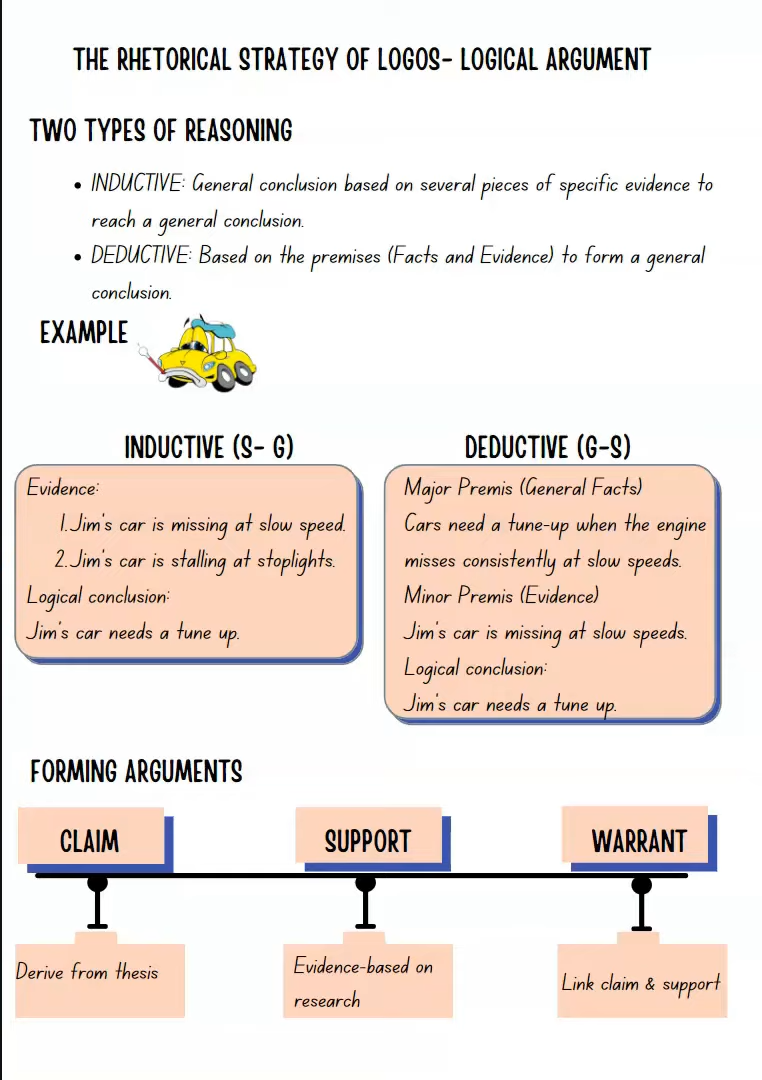 THE RHETORICAL STRATEGY OF LOGOS- LOGICAL ARGUMENT
TWO TYPES OF REASONING
• INDUCTIVE: General conclusion based on several pieces of specific evidence to
reach a general conclusion.
• DEDUCTIVE: Based on the premises (Facts and Evidence) to form a general
conclusion.
EXAMPLE
INDUCTIVE (S- G)
Evidence:
1.Jim's car is missing at slow speed.
2.Jim's car is stalling at stoplights.
Logical conclusion:
Jim's car needs a tune up.
DEDUCTIVE (G-S)
Major Premis (General Facts)
Cars need a tune-up when the engine
misses consistently at slow speeds.
Minor Premis (Evidence)
Jim's car is missing at slow speeds.
Logical conclusion:
Jim's car needs a tune up.
FORMING ARGUMENTS
CLAIM
SUPPORT
WARRANT
Derive from thesis
Evidence-based on
research
Link claim & support